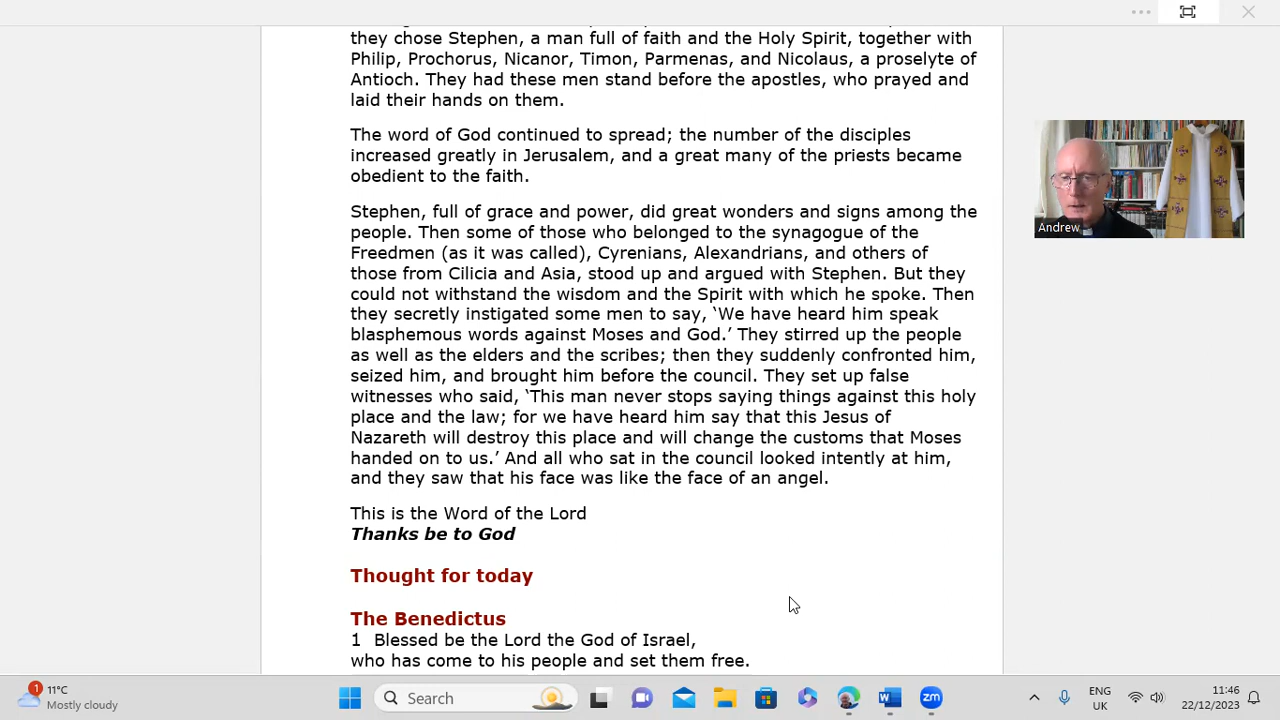 they chose Stephen, a man full of faith and the Holy Spirit, together with
Philip, Prochorus, Nicanor, Timon, Parmenas, and Nicolaus, a proselyte of
Antioch. They had these men stand before the apostles, who prayed and
laid their hands on them.
The word of God continued to spread; the number of the disciples
increased greatly in Jerusalem, and a great many of the priests became
obedient to the faith.
Stephen, full of grace and power, did great wonders and signs among the
people. Then some of those who belonged to the synagogue of the
Freedmen (as it was called), Cyrenians, Alexandrians, and others of
those from Cilicia and Asia, stood up and argued with Stephen. But they
could not withstand the wisdom and the Spirit with which he spoke. Then
they secretly instigated some men to say, ‘We have heard him speak
blasphemous words against Moses and God.’ They stirred up the people
as well as the elders and the scribes; then they suddenly confronted him,
seized him, and brought him before the council. They set up false
witnesses who said, ‘This man never stops saying things against this holy
place and the law; for we have heard him say that this Jesus of
Nazareth will destroy this place and will change the customs that Moses
handed on to us.’ And all who sat in the council looked intently at him,
and they saw that his face was like the face of an angel.
This is the Word of the Lord
Thanks be to God
Thought for today
The Benedictus
1 Blessed be the Lord the God of Israel,
who has come to his people and set them free.
Andrew
1
11°C
Mostly cloudy
Search
W
zm
ENG
UK
11:46
22/12/2023